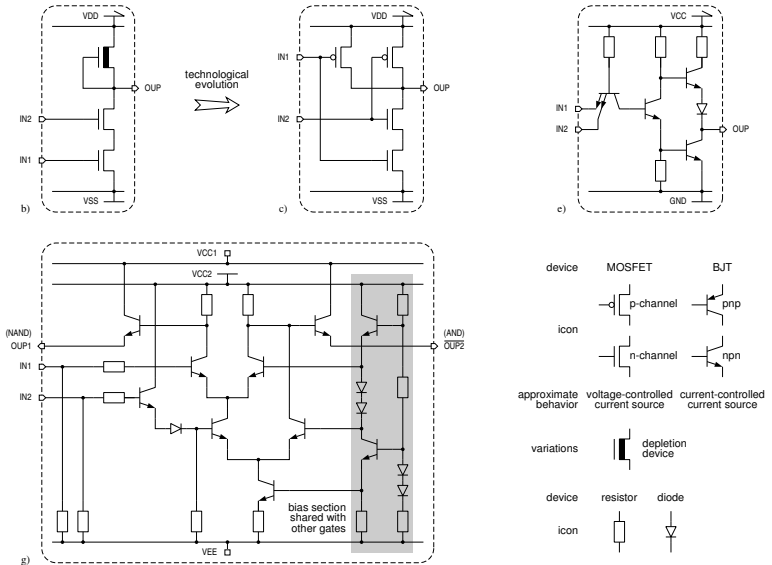 VDD
IN2
IN1
OUP
VSS
b)
technological
evolution
VDD
IN1
IN2
OUP
VSS
c)
VCC
IN1
IN2
OUP
GND
e)
VCC1
VCC2
(NAND)
OUP1
IN1
IN2
(AND)
OUP2
bias section
shared with
other gates
VEE
g)
device MOSFET BJT
p-channel pnp
icon
n-channel npn
approximate voltage-controlled current-controlled
behavior current source current source
variations depletion
device
device resistor diode
icon